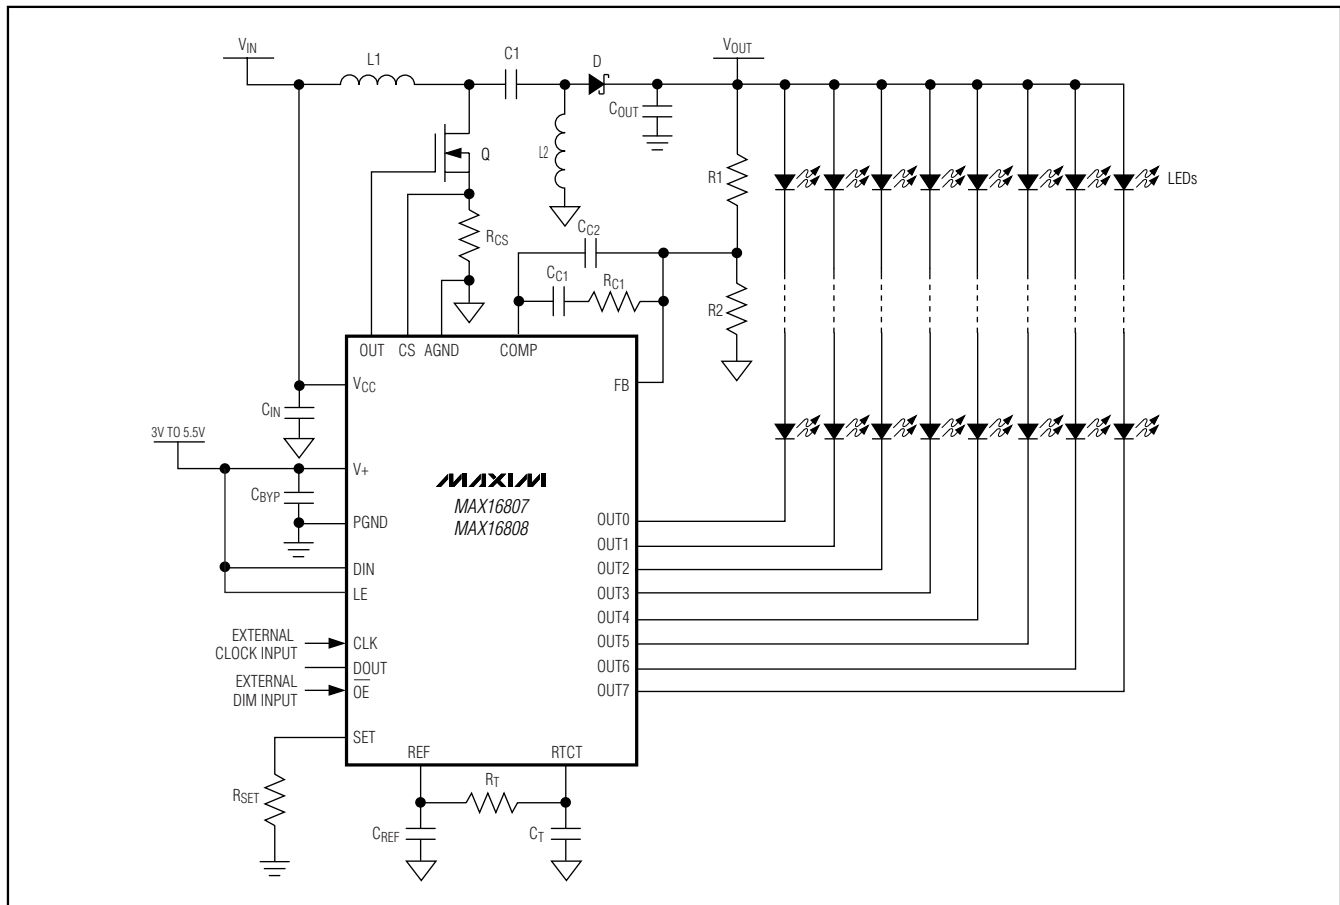 VIN
L1
C1
D
VOUT
COUT
Q
L2
R1
LEDs
RCS
CC2
CC1
RC1
R2
OUT
CS
AGND
COMP
FB
VCC
CIN
3V TO 5.5V
V+
CBYP
PGND
MAXIM
MAX16807
MAX16808
DIN
LE
EXTERNAL
CLOCK INPUT
CLK
DOUT
EXTERNAL
DIM INPUT
OE
SET
OUT0
OUT1
OUT2
OUT3
OUT4
OUT5
OUT6
OUT7
REF
RTCT
RSET
RT
CREF
CT